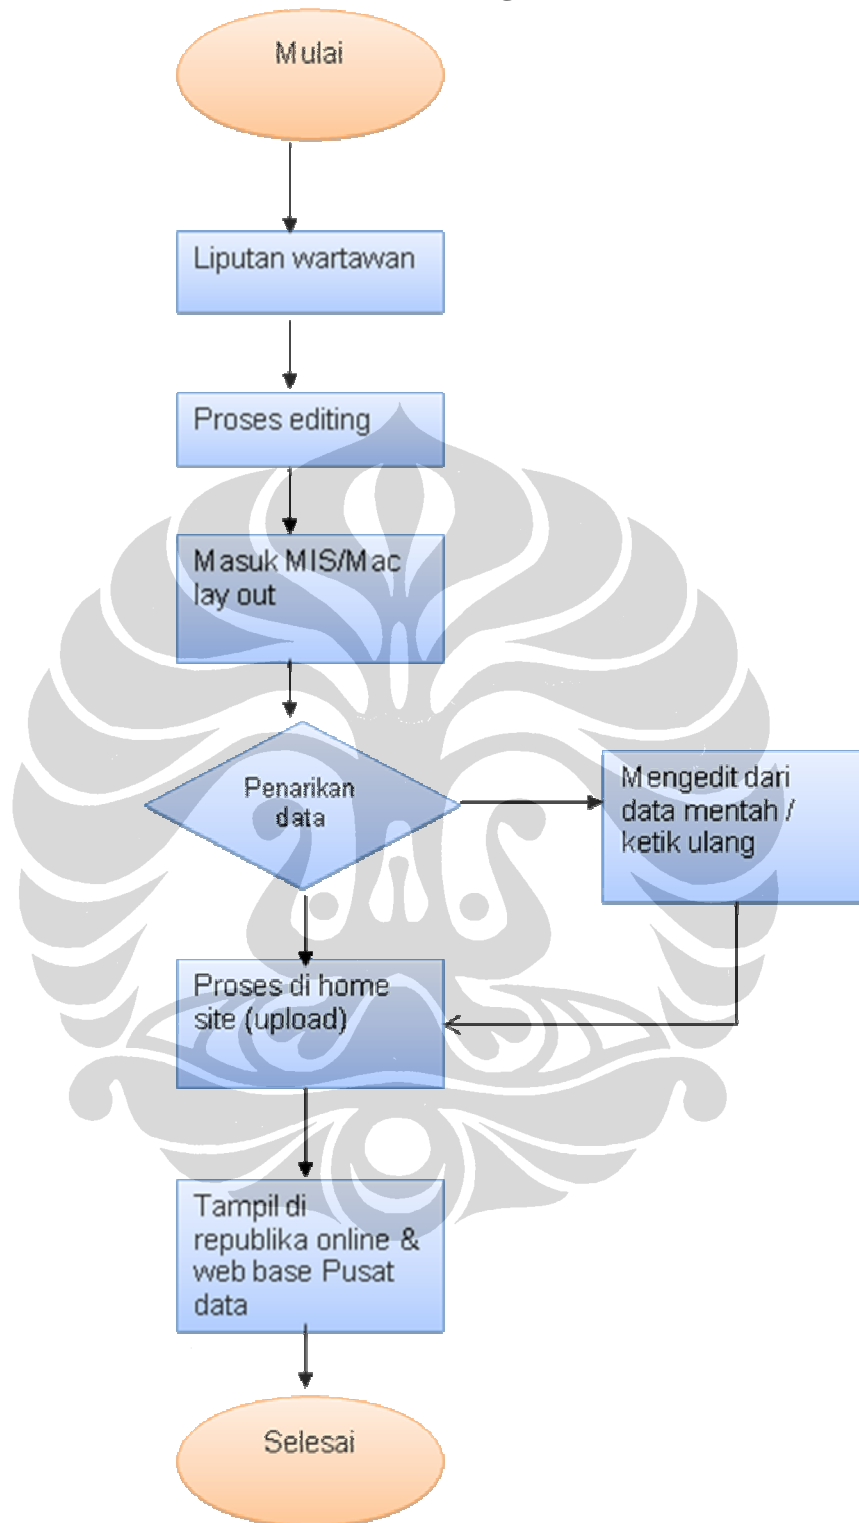 Mulai
Liputan wartawan
Proses editing
Masuk MIS/Mac
lay out
Penarikan
data
Mengedit dari
data mentah /
ketik ulang
Proses di home
site (upload)
Tampil di
republika online &
web base Pusat
data
Selesai